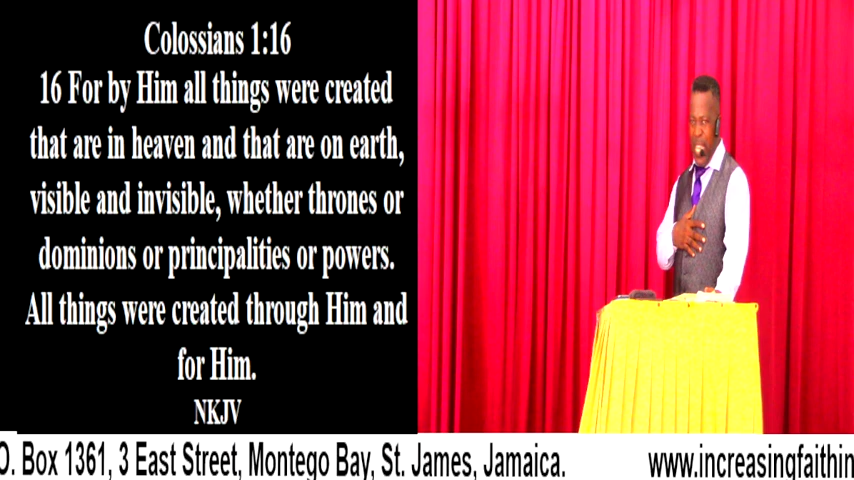 Colossians 1:16
16 For by Him all things were created
that are in heaven and that are on earth,
visible and invisible, whether thrones or
dominions or principalities or powers.
All things were created through Him and
for Him.
NKJV
O. Box 1361, 3 East Street, Montego Bay, St. James, Jamaica. www.increasingfaithin